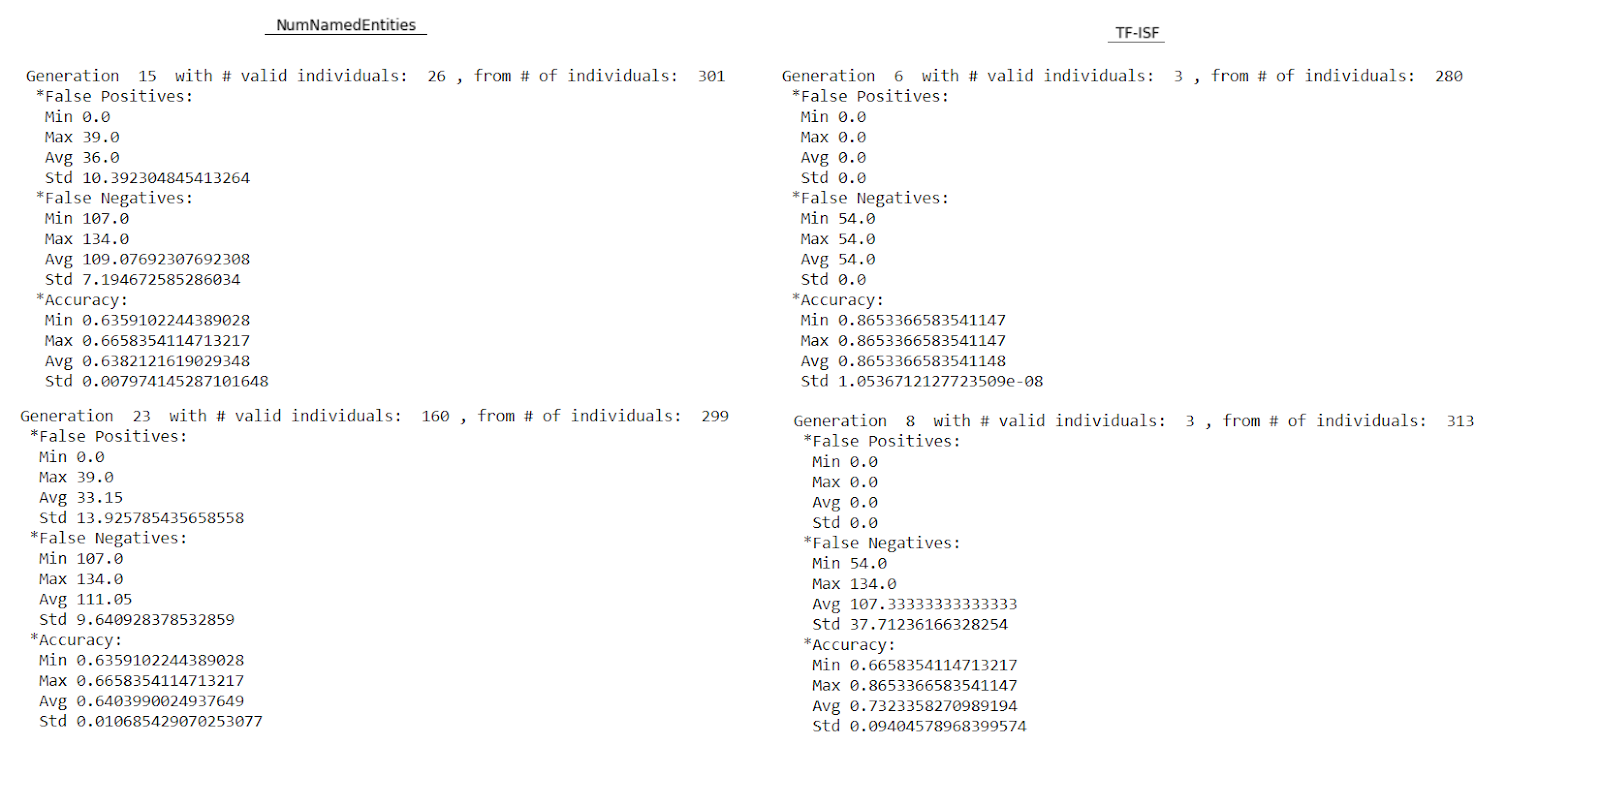 NumNamedEntities
Generation 15 with # valid individuals: 26 , from # of individuals: 301
*False Positives:
Min 0.0
Max 39.0
Avg 36.0
Std 10.392304845413264
*False Negatives:
Min 107.0
Max 134.0
Avg 109.07692307692308
Std 7.194672585286034
*Accuracy:
Min 0.6359102244389028
Max 0.6658354114713217
Avg 0.6382121619029348
Std 0.007974145287101648
Generation 23 with # valid individuals: 160 , from # of individuals: 299
*False Positives:
Min 0.0
Max 39.0
Avg 33.15
Std 13.925785435658558
*False Negatives:
Min 107.0
Max 134.0
Avg 111.05
Std 9.640928378532859
*Accuracy:
Min 0.6359102244389028
Max 0.6658354114713217
Avg 0.6403990024937649
Std 0.010685429070253077
TF-ISF
Generation 6 with # valid individuals: 3 , from # of individuals: 280
*False Positives:
Min 0.0
Max 0.0
Avg 0.0
Std 0.0
*False Negatives:
Min 54.0
Max 54.0
Avg 54.0
Std 0.0
*Accuracy:
Min 0.8653366583541147
Max 0.8653366583541147
Avg 0.8653366583541148
Std 1.0536712127723509e-08
Generation 8 with # valid individuals: 3 , from # of individuals: 313
*False Positives:
Min 0.0
Max 0.0
Avg 0.0
Std 0.0
*False Negatives:
Min 54.0
Max 134.0
Avg 107.33333333333333
Std 37.71236166328254
*Accuracy:
Min 0.6658354114713217
Max 0.8653366583541147
Avg 0.7323358270989194
Std 0.09404578968399574